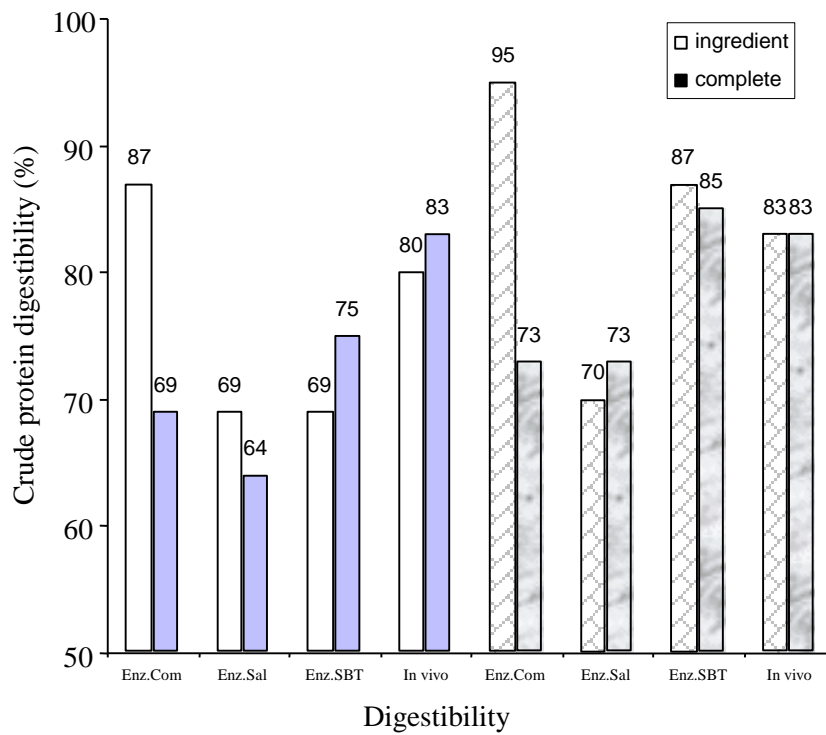 100
90
80
70
60
50
Crude protein digestibility (%)
ingredient
complete
87
69
69
64
69
75
80
83
95
73
70
73
87
85
83
83
Enz.Com
Enz.Sal
Enz.SBT
In vivo
Enz.Com
Enz.Sal
Enz.SBT
In vivo
Digestibility